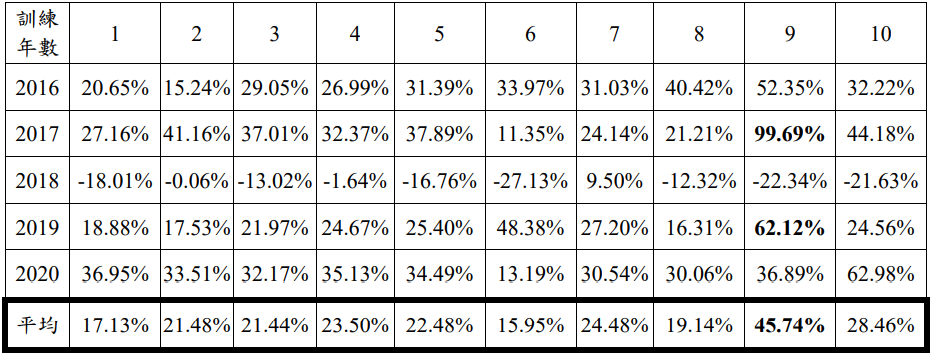 訓練年數 1 2 3 4 5 6 7 8 9 10
2016 20.65% 15.24% 29.05% 26.99% 31.39% 33.97% 31.03% 40.42% 52.35% 32.22%
2017 27.16% 41.16% 37.01% 32.37% 37.89% 11.35% 24.14% 21.21% 99.69% 44.18%
2018 -18.01% -0.06% -13.02% -1.64% -16.76% -27.13% 9.50% -12.32% -22.34% -21.63%
2019 18.88% 17.53% 21.97% 24.67% 25.40% 48.38% 27.20% 16.31% 62.12% 24.56%
2020 36.95% 33.51% 32.17% 35.13% 34.49% 13.19% 30.54% 30.06% 36.89% 62.98%
平均 17.13% 21.48% 21.44% 23.50% 22.48% 15.95% 24.48% 19.14% 45.74% 28.46%